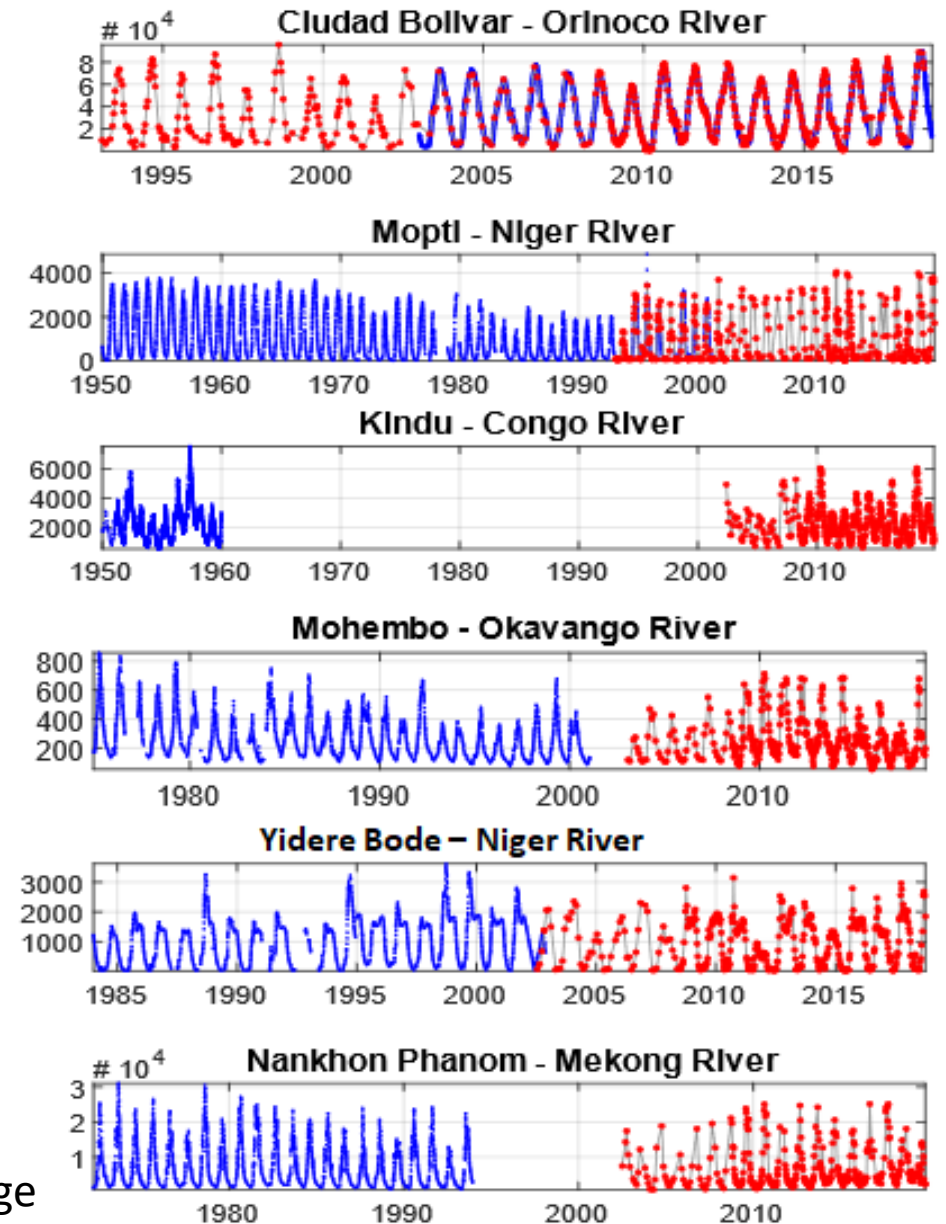 Ciudad Bolivar - Orinoco River
# 10^4
8
6
4
2
1995 2000 2005 2010 2015
Mopti - Niger River
4000
2000
0
1950 1960 1970 1980 1990 2000 2010
Kindu - Congo River
6000
4000
2000
1950 1960 1970 1980 1990 2000 2010
Mohembo - Okavango River
800
600
400
200
1980 1990 2000 2010
Yidere Bode – Niger River
3000
2000
1000
1985 1990 1995 2000 2005 2010 2015
Nankhon Phanom - Mekong River
# 10^4
3
2
1
ge
1980 1990 2000 2010